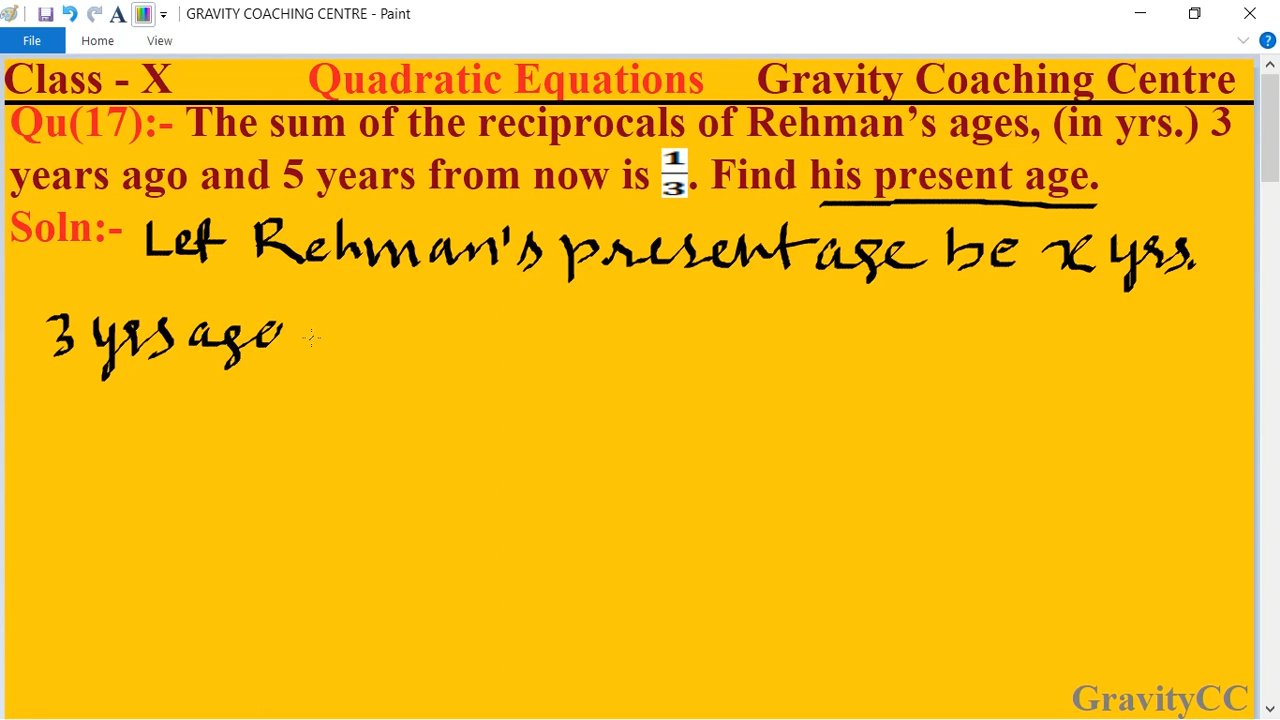 GRAVITY COACHING CENTRE - Paint
File Home View
Class - X Quadratic Equations Gravity Coaching Centre
Qu(17):- The sum of the reciprocals of Rehman’s ages, (in yrs.) 3
years ago and 5 years from now is 1/3. Find his present age.
Soln:- Let Rehman's present age be x yrs.
3 yrs ago
GravityCC